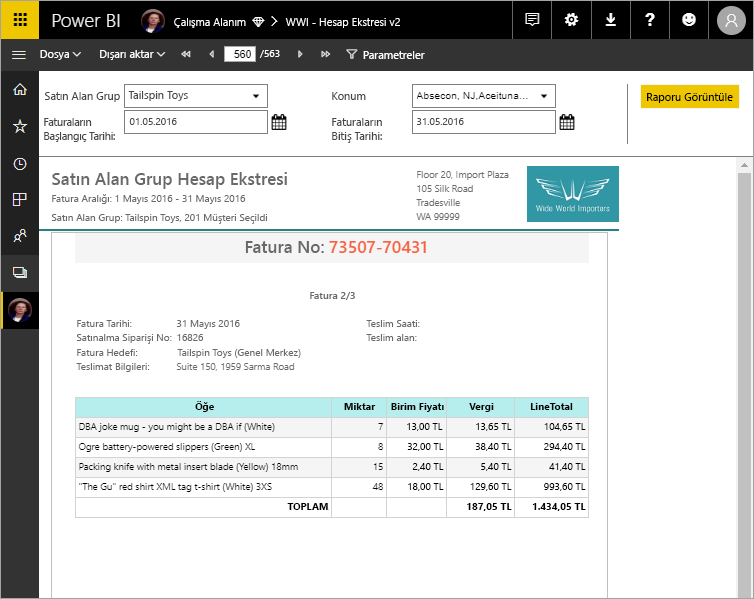 Power BI Çalışma Alanım > WWI - Hesap Ekstresi v2 ?
Dosya Dışarı aktar 560 /563 Parametreler
Satın Alan Grup Tailspin Toys Konum Absecon, NJ,Aceituna... Raporu Görüntüle
Faturaların Başlangıç Tarihi: 01.05.2016 Faturaların Bitiş Tarihi: 31.05.2016
Satın Alan Grup Hesap Ekstresi
Fatura Aralığı: 1 Mayıs 2016 - 31 Mayıs 2016
Satın Alan Grup: Tailspin Toys, 201 Müşteri Seçildi
Floor 20, Import Plaza
105 Silk Road
Tradesville
WA 99999
Wide World Importers
Fatura No: 73507-70431
Fatura 2/3
Fatura Tarihi: 31 Mayıs 2016 Teslim Saati:
Satınalma Siparişi No: 16826 Teslim alan:
Fatura Hedefi: Tailspin Toys (Genel Merkez)
Teslimat Bilgileri: Suite 150, 1959 Sarma Road
Öğe Miktar Birim Fiyatı Vergi LineTotal
DBA joke mug - you might be a DBA if (White) 7 13,00 TL 13,65 TL 104,65 TL
Ogre battery-powered slippers (Green) XL 8 32,00 TL 38,40 TL 294,40 TL
Packing knife with metal insert blade (Yellow) 18mm 15 2,40 TL 5,40 TL 41,40 TL
"The Gu" red shirt XML tag t-shirt (White) 3XS 48 18,00 TL 129,60 TL 993,60 TL
TOPLAM 187,05 TL 1.434,05 TL